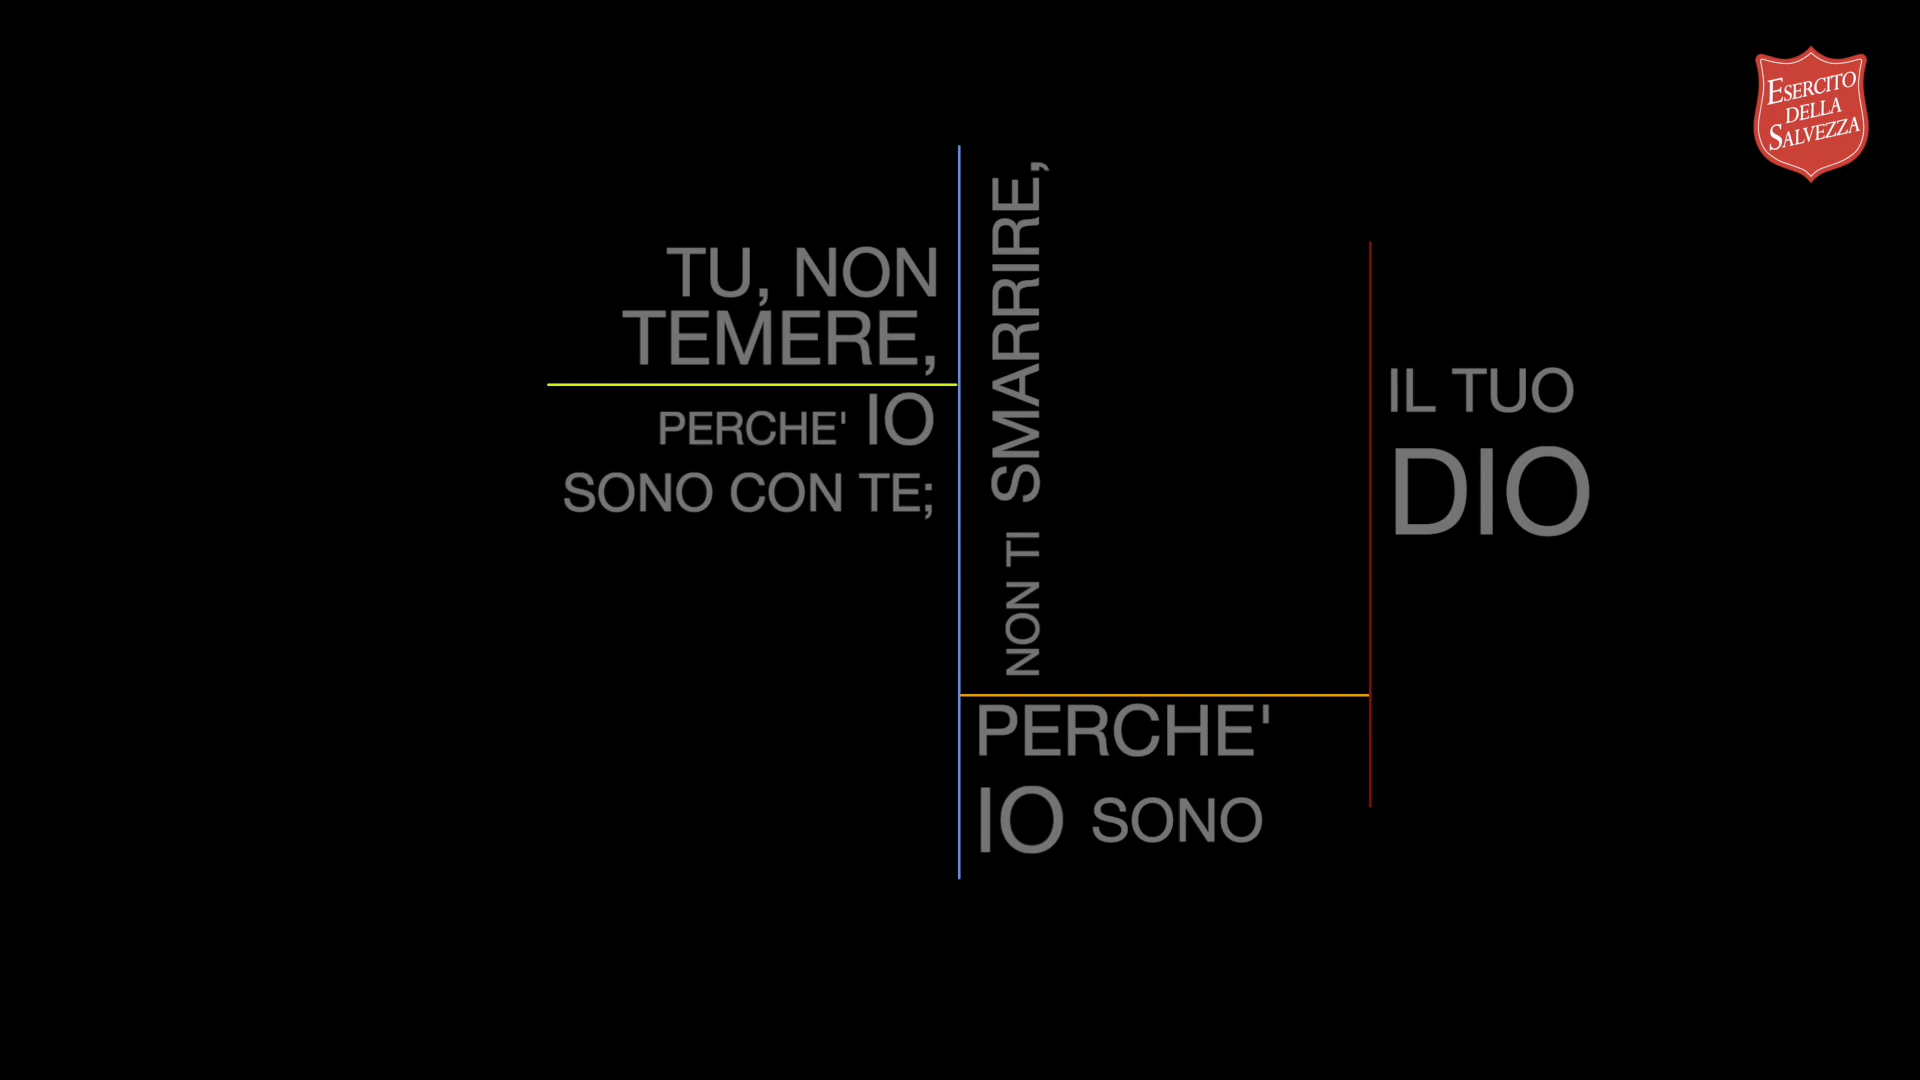 TU, NON
TEMERE,
PERCHE' IO
SONO CON TE;
NON TI SMARRIRE,
PERCHE'
IO SONO
IL TUO
DIO
ESERCITO
DELLA
SALVEZZA